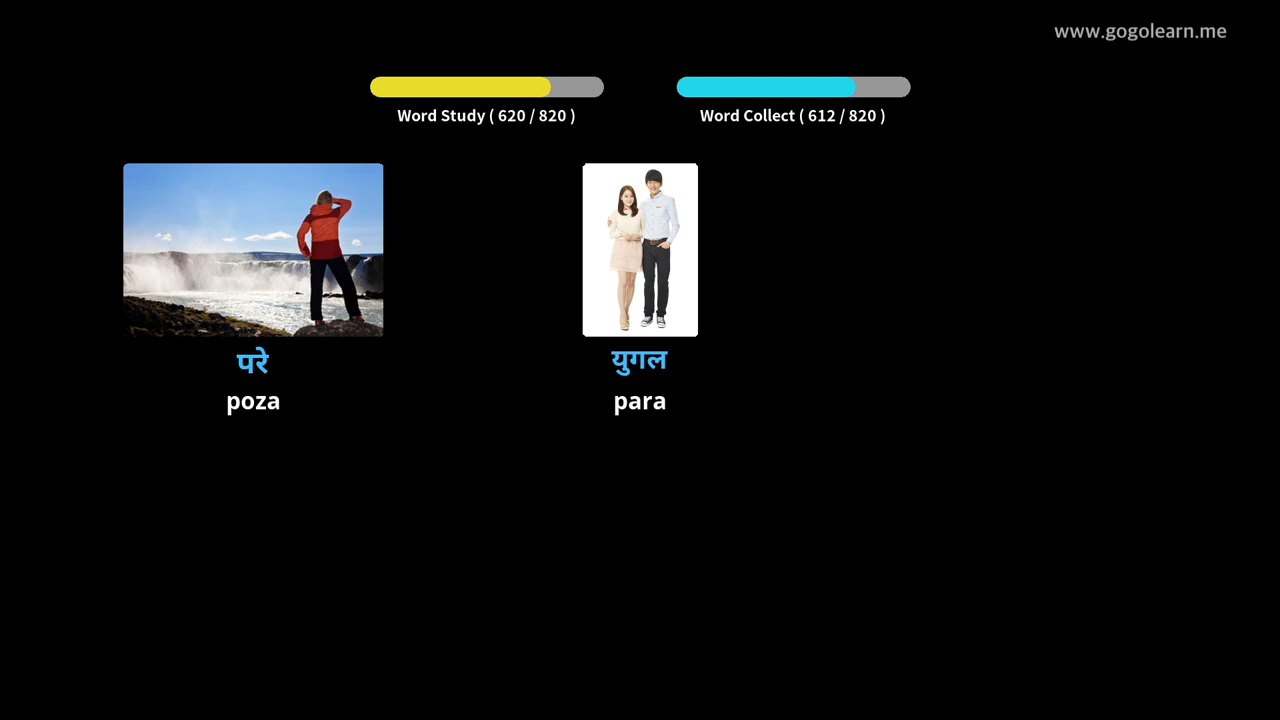 www.gogolearn.me
Word Study ( 620 / 820 )
Word Collect ( 612 / 820 )
परे
poza
युगल
para